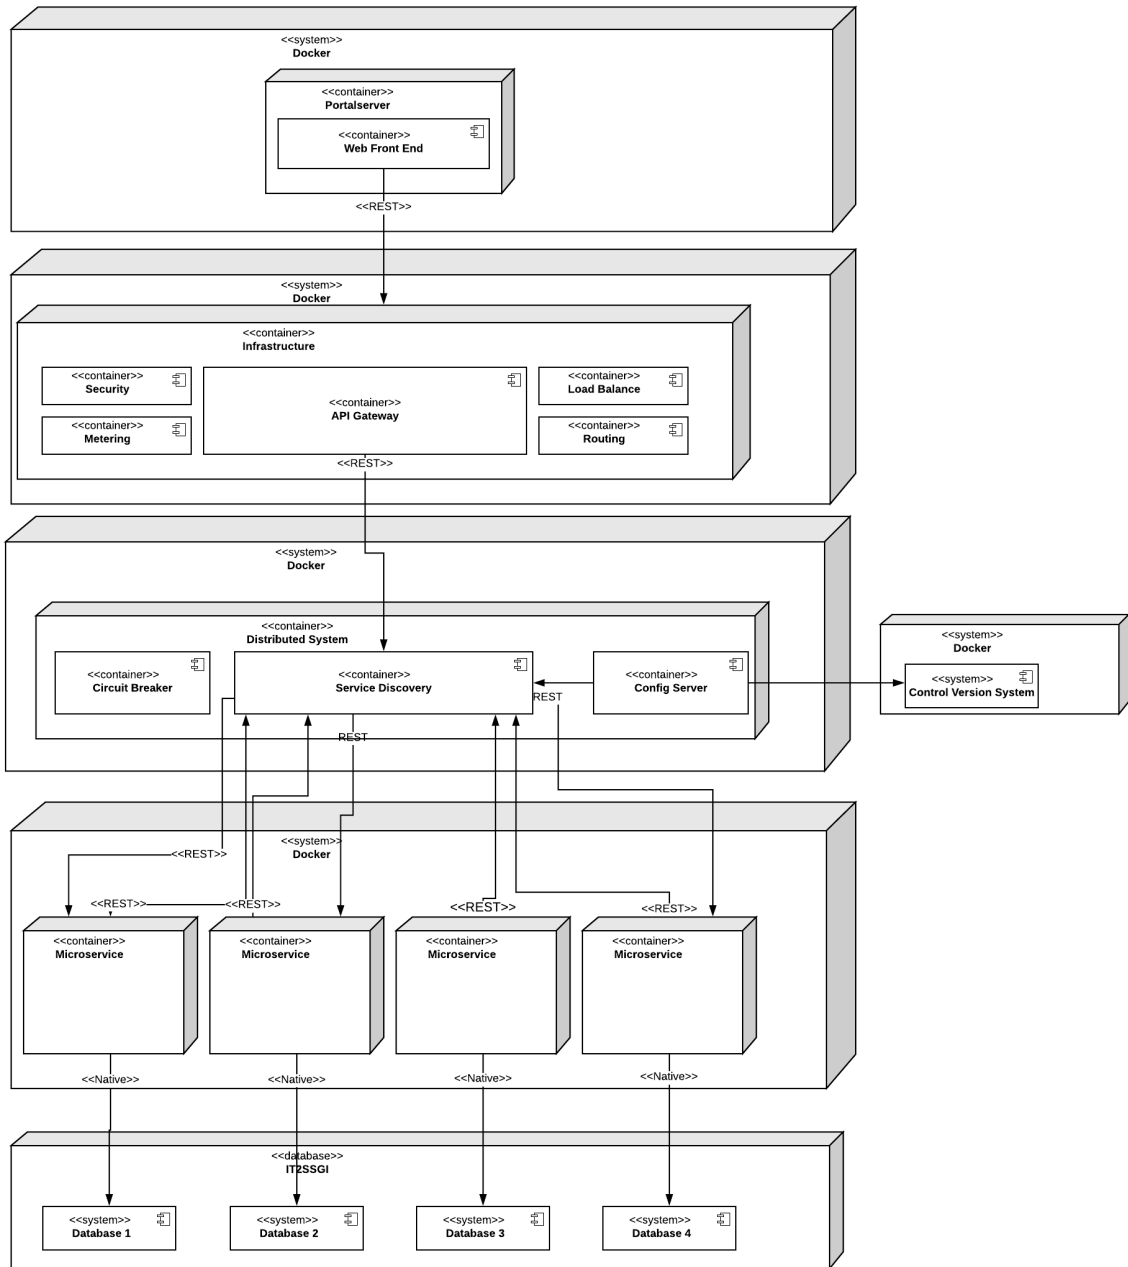 <<system>>
Docker
<<container>>
Portalserver
<<container>>
Web Front End
<<REST>>
<<system>>
Docker
<<container>>
Infrastructure
<<container>>
Security
<<container>>
API Gateway
<<container>>
Load Balance
<<container>>
Metering
<<container>>
Routing
<<REST>>
<<system>>
Docker
<<container>>
Distributed System
<<container>>
Circuit Breaker
<<container>>
Service Discovery
<<container>>
Config Server
<<system>>
Docker
<<system>>
Control Version System
REST
REST
<<system>>
Docker
<<REST>>
<<REST>>
<<REST>>
<<REST>>
<<REST>>
<<container>>
Microservice
<<container>>
Microservice
<<container>>
Microservice
<<container>>
Microservice
<<Native>>
<<Native>>
<<Native>>
<<Native>>
<<database>>
IT2SSGI
<<system>>
Database 1
<<system>>
Database 2
<<system>>
Database 3
<<system>>
Database 4